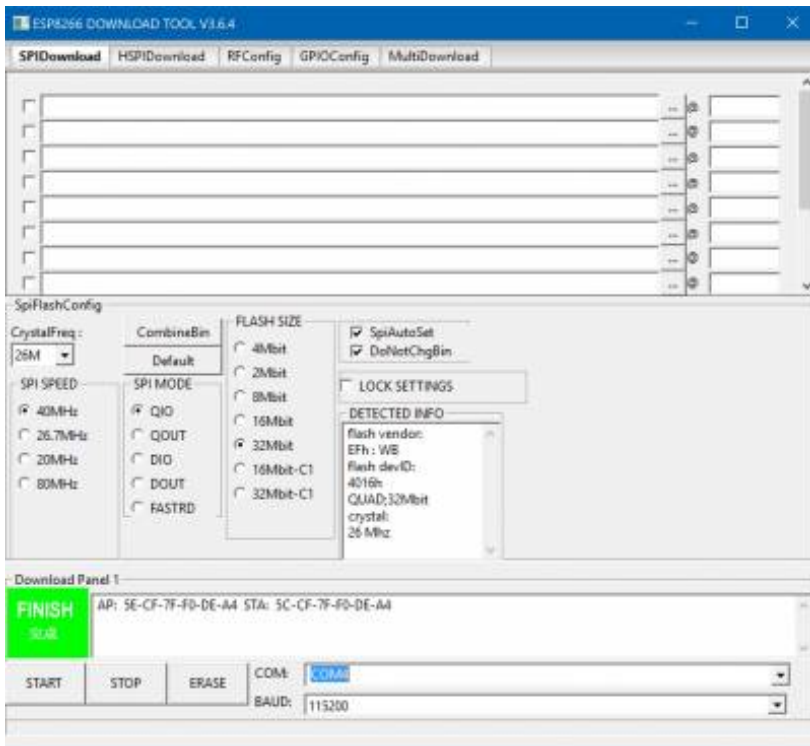 ESP8266 DOWNLOAD TOOL V3.6.4
SPIDownload HSPIDownload RFConfig GPIOConfig MultiDownload
... @
... @
... @
... @
... @
... @
... @
... @
SpiFlashConfig
CrystalFreq :
26M
CombineBin
Default
SPI SPEED
40MHz
26.7MHz
20MHz
80MHz
SPI MODE
QIO
QOUT
DIO
DOUT
FASTRD
FLASH SIZE
4Mbit
2Mbit
8Mbit
16Mbit
32Mbit
16Mbit-C1
32Mbit-C1
SpiAutoSet
DoNotChgBin
LOCK SETTINGS
DETECTED INFO
flash vendor:
EFh : WB
flash devID:
4016h
QUAD;32Mbit
crystal:
26 Mhz
Download Panel 1
FINISH
完成
AP: 5E-CF-7F-F0-DE-A4 STA: 5C-CF-7F-F0-DE-A4
START STOP ERASE
COM: COM4
BAUD: 115200